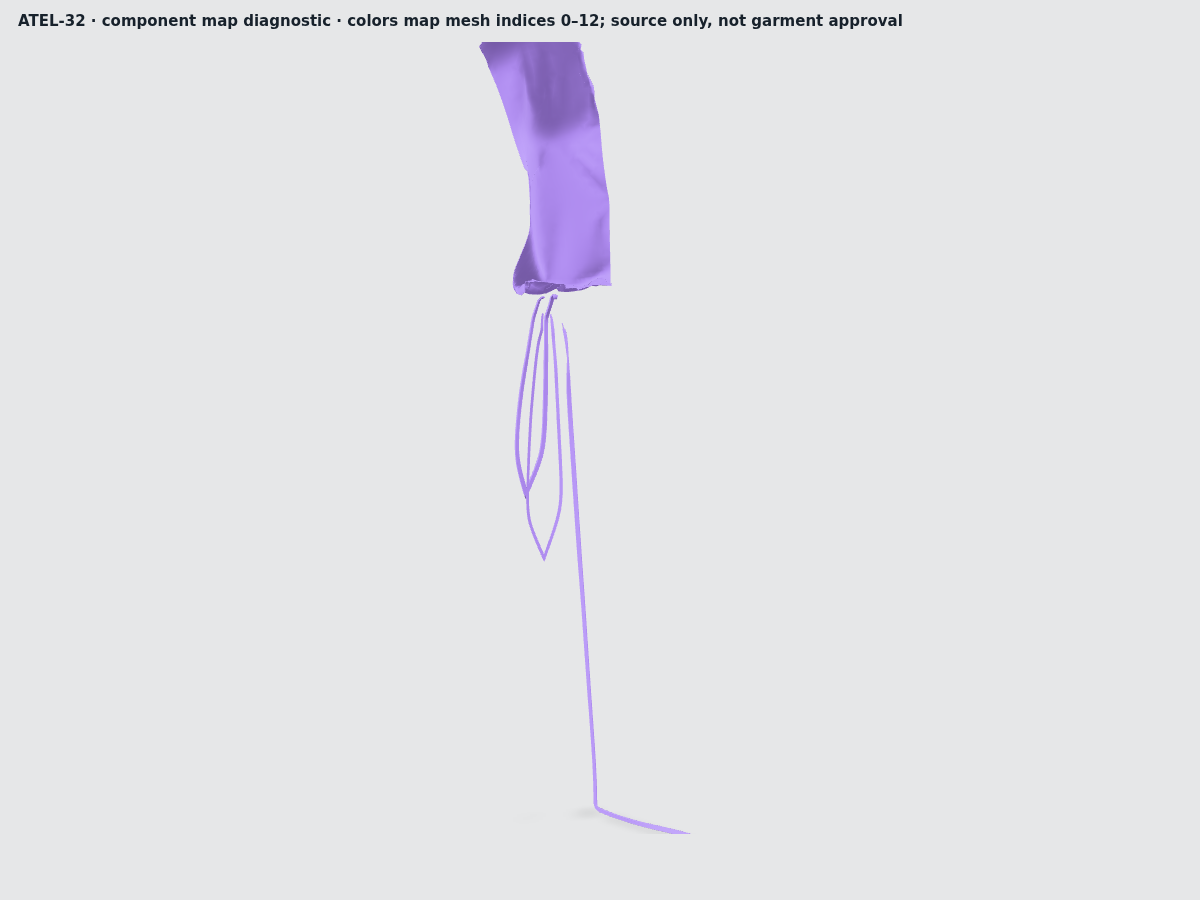 ATEL-32 · component map diagnostic · colors map mesh indices 0–12; source only, not garment approval